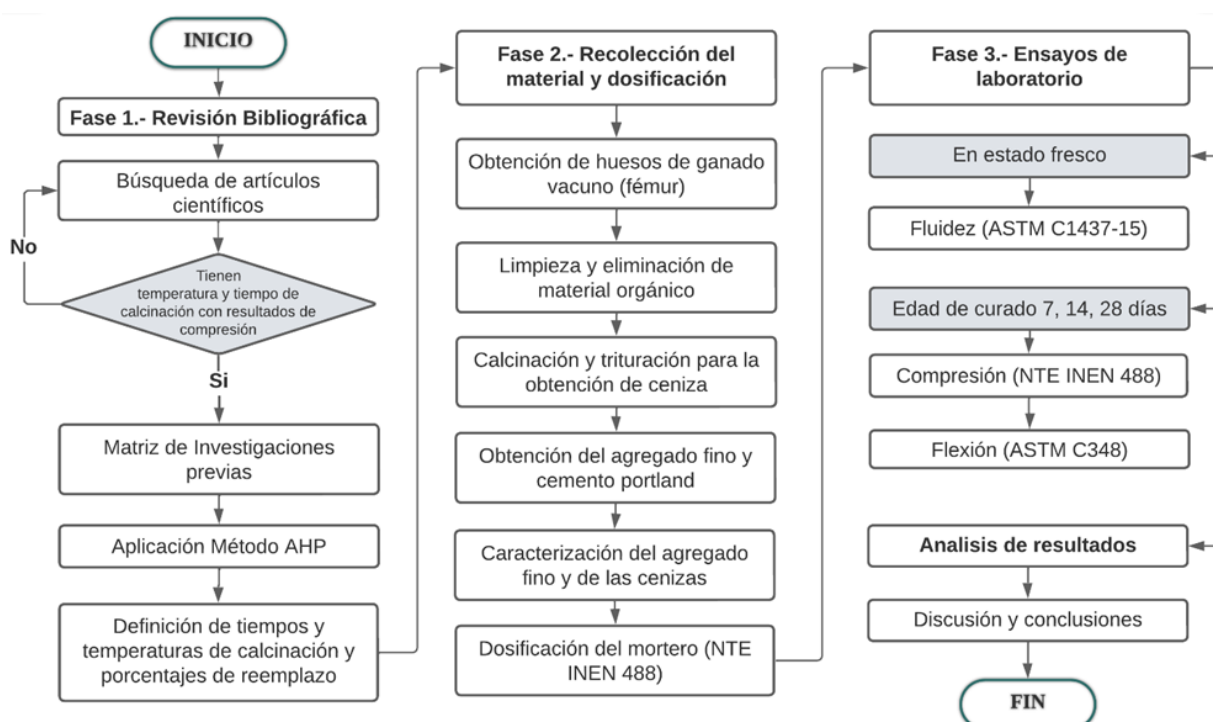 INICIO
Fase 1.- Revisión Bibliográfica
Búsqueda de artículos
científicos
No
Tienen
temperatura y tiempo de
calcinación con resultados de
compresión
Si
Matriz de Investigaciones
previas
Aplicación Método AHP
Definición de tiempos y
temperaturas de calcinación y
porcentajes de reemplazo
Fase 2.- Recolección del
material y dosificación
Obtención de huesos de ganado
vacuno (fémur)
Limpieza y eliminación de
material orgánico
Calcinación y trituración para la
obtención de ceniza
Obtención del agregado fino y
cemento portland
Caracterización del agregado
fino y de las cenizas
Dosificación del mortero (NTE
INEN 488)
Fase 3.- Ensayos de
laboratorio
En estado fresco
Fluidez (ASTM C1437-15)
Edad de curado 7, 14, 28 días
Compresión (NTE INEN 488)
Flexión (ASTM C348)
Analisis de resultados
Discusión y conclusiones
FIN